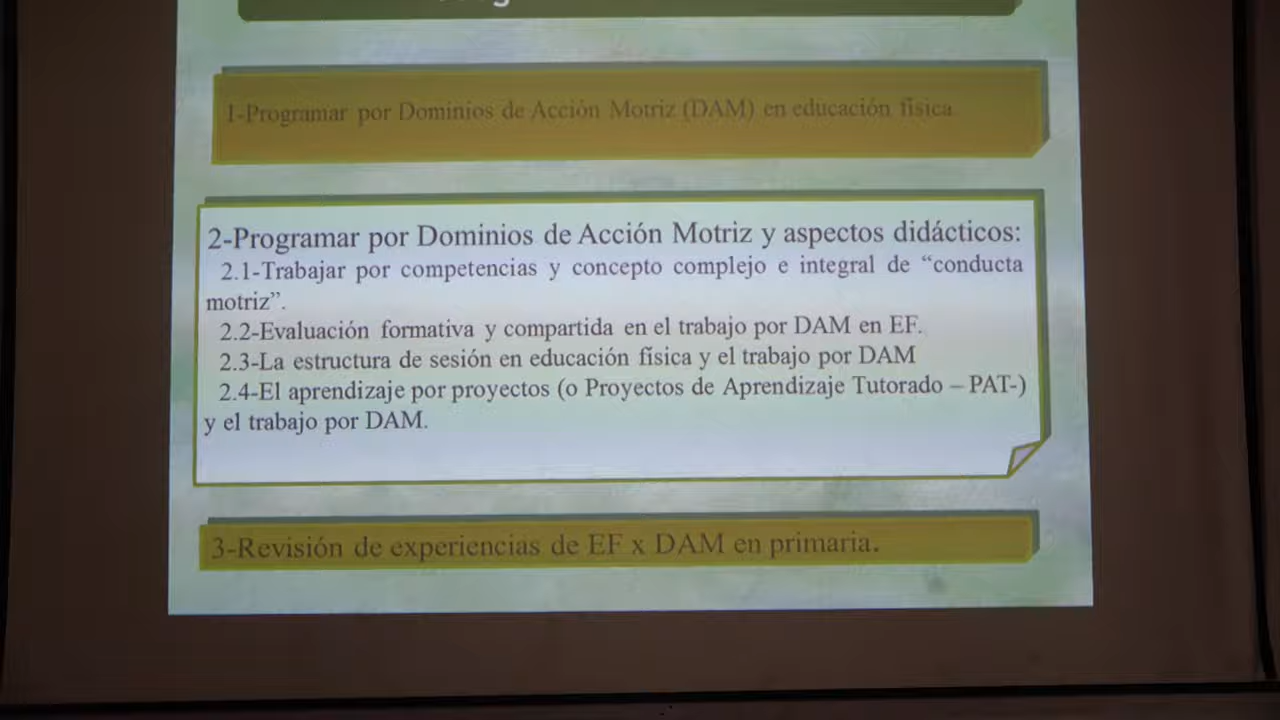 1-Programar por Dominios de Acción Motriz (DAM) en educación física.
2-Programar por Dominios de Acción Motriz y aspectos didácticos:
2.1-Trabajar por competencias y concepto complejo e integral de “conducta
motriz”.
2.2-Evaluación formativa y compartida en el trabajo por DAM en EF.
2.3-La estructura de sesión en educación física y el trabajo por DAM
2.4-El aprendizaje por proyectos (o Proyectos de Aprendizaje Tutorado – PAT-)
y el trabajo por DAM.
3-Revisión de experiencias de EF x DAM en primaria.